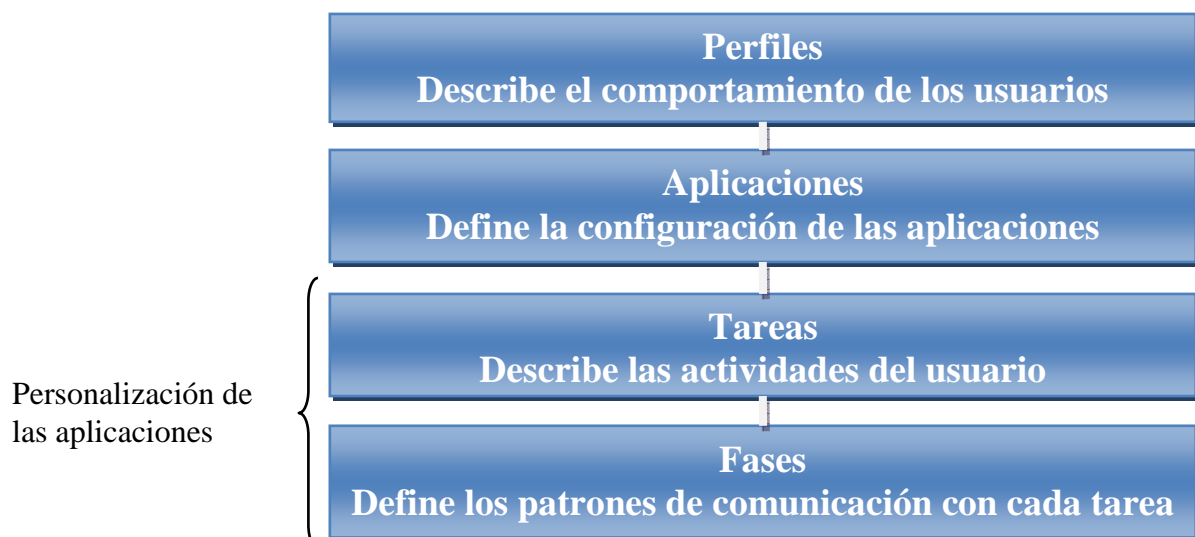 Perfiles
Describe el comportamiento de los usuarios
Aplicaciones
Define la configuración de las aplicaciones
Tareas
Describe las actividades del usuario
Personalización de
las aplicaciones
Fases
Define los patrones de comunicación con cada tarea